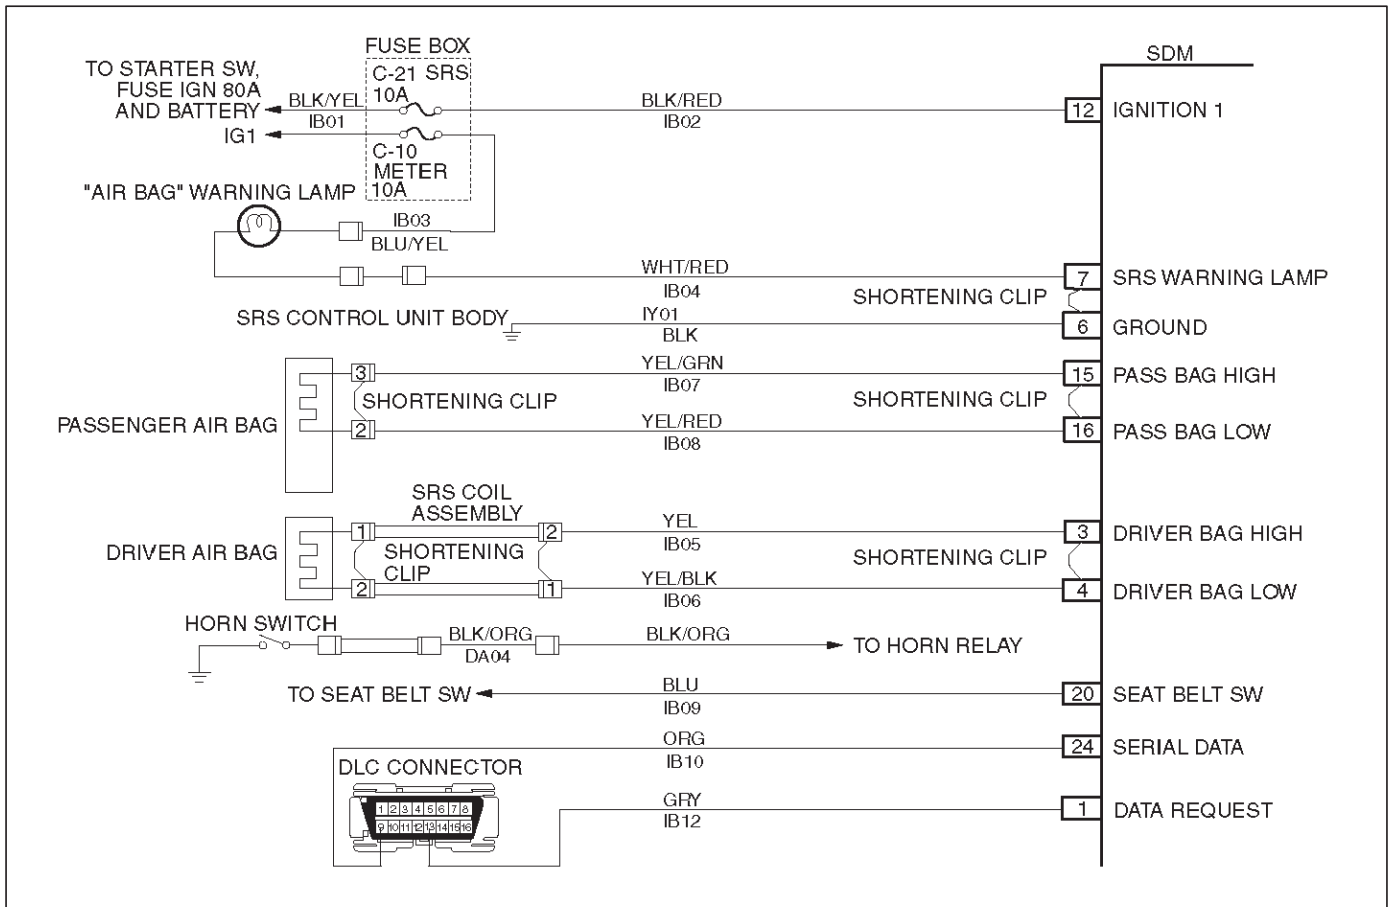 FUSE BOX
SDM
TO STARTER SW,
FUSE IGN 80A
AND BATTERY
C-21 SRS
10A
BLK/YEL
IB01
BLK/RED
IB02
12 IGNITION 1
IG1
C-10
METER
10A
"AIR BAG" WARNING LAMP
IB03
BLU/YEL
WHT/RED
IB04
7 SRS WARNING LAMP
SHORTENING CLIP
SRS CONTROL UNIT BODY
IY01
BLK
6 GROUND
3
YEL/GRN
IB07
15 PASS BAG HIGH
SHORTENING CLIP
SHORTENING CLIP
PASSENGER AIR BAG
2
YEL/RED
IB08
16 PASS BAG LOW
SRS COIL
ASSEMBLY
1
2
YEL
IB05
3 DRIVER BAG HIGH
DRIVER AIR BAG
SHORTENING
CLIP
SHORTENING CLIP
2
1
YEL/BLK
IB06
4 DRIVER BAG LOW
HORN SWITCH
BLK/ORG
DA04
BLK/ORG
TO HORN RELAY
TO SEAT BELT SW
BLU
IB09
20 SEAT BELT SW
ORG
IB10
24 SERIAL DATA
DLC CONNECTOR
1 2 3 4 5 6 7 8
9 10 11 12 13 14 15 16
GRY
IB12
1 DATA REQUEST